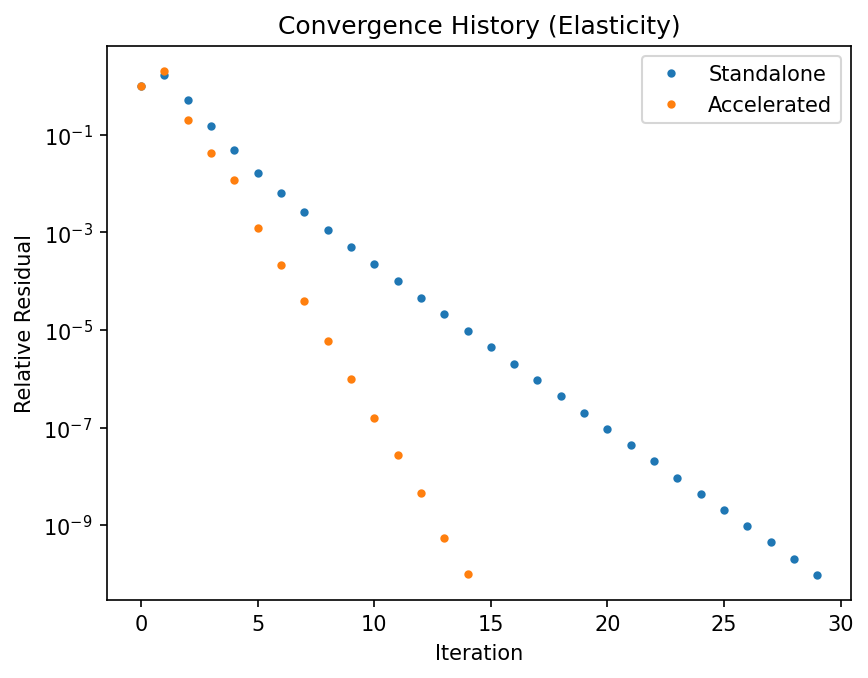 Convergence History (Elasticity)
Standalone
Accelerated
Relative Residual
10⁻¹
10⁻³
10⁻⁵
10⁻⁷
10⁻⁹
0 5 10 15 20 25 30
Iteration